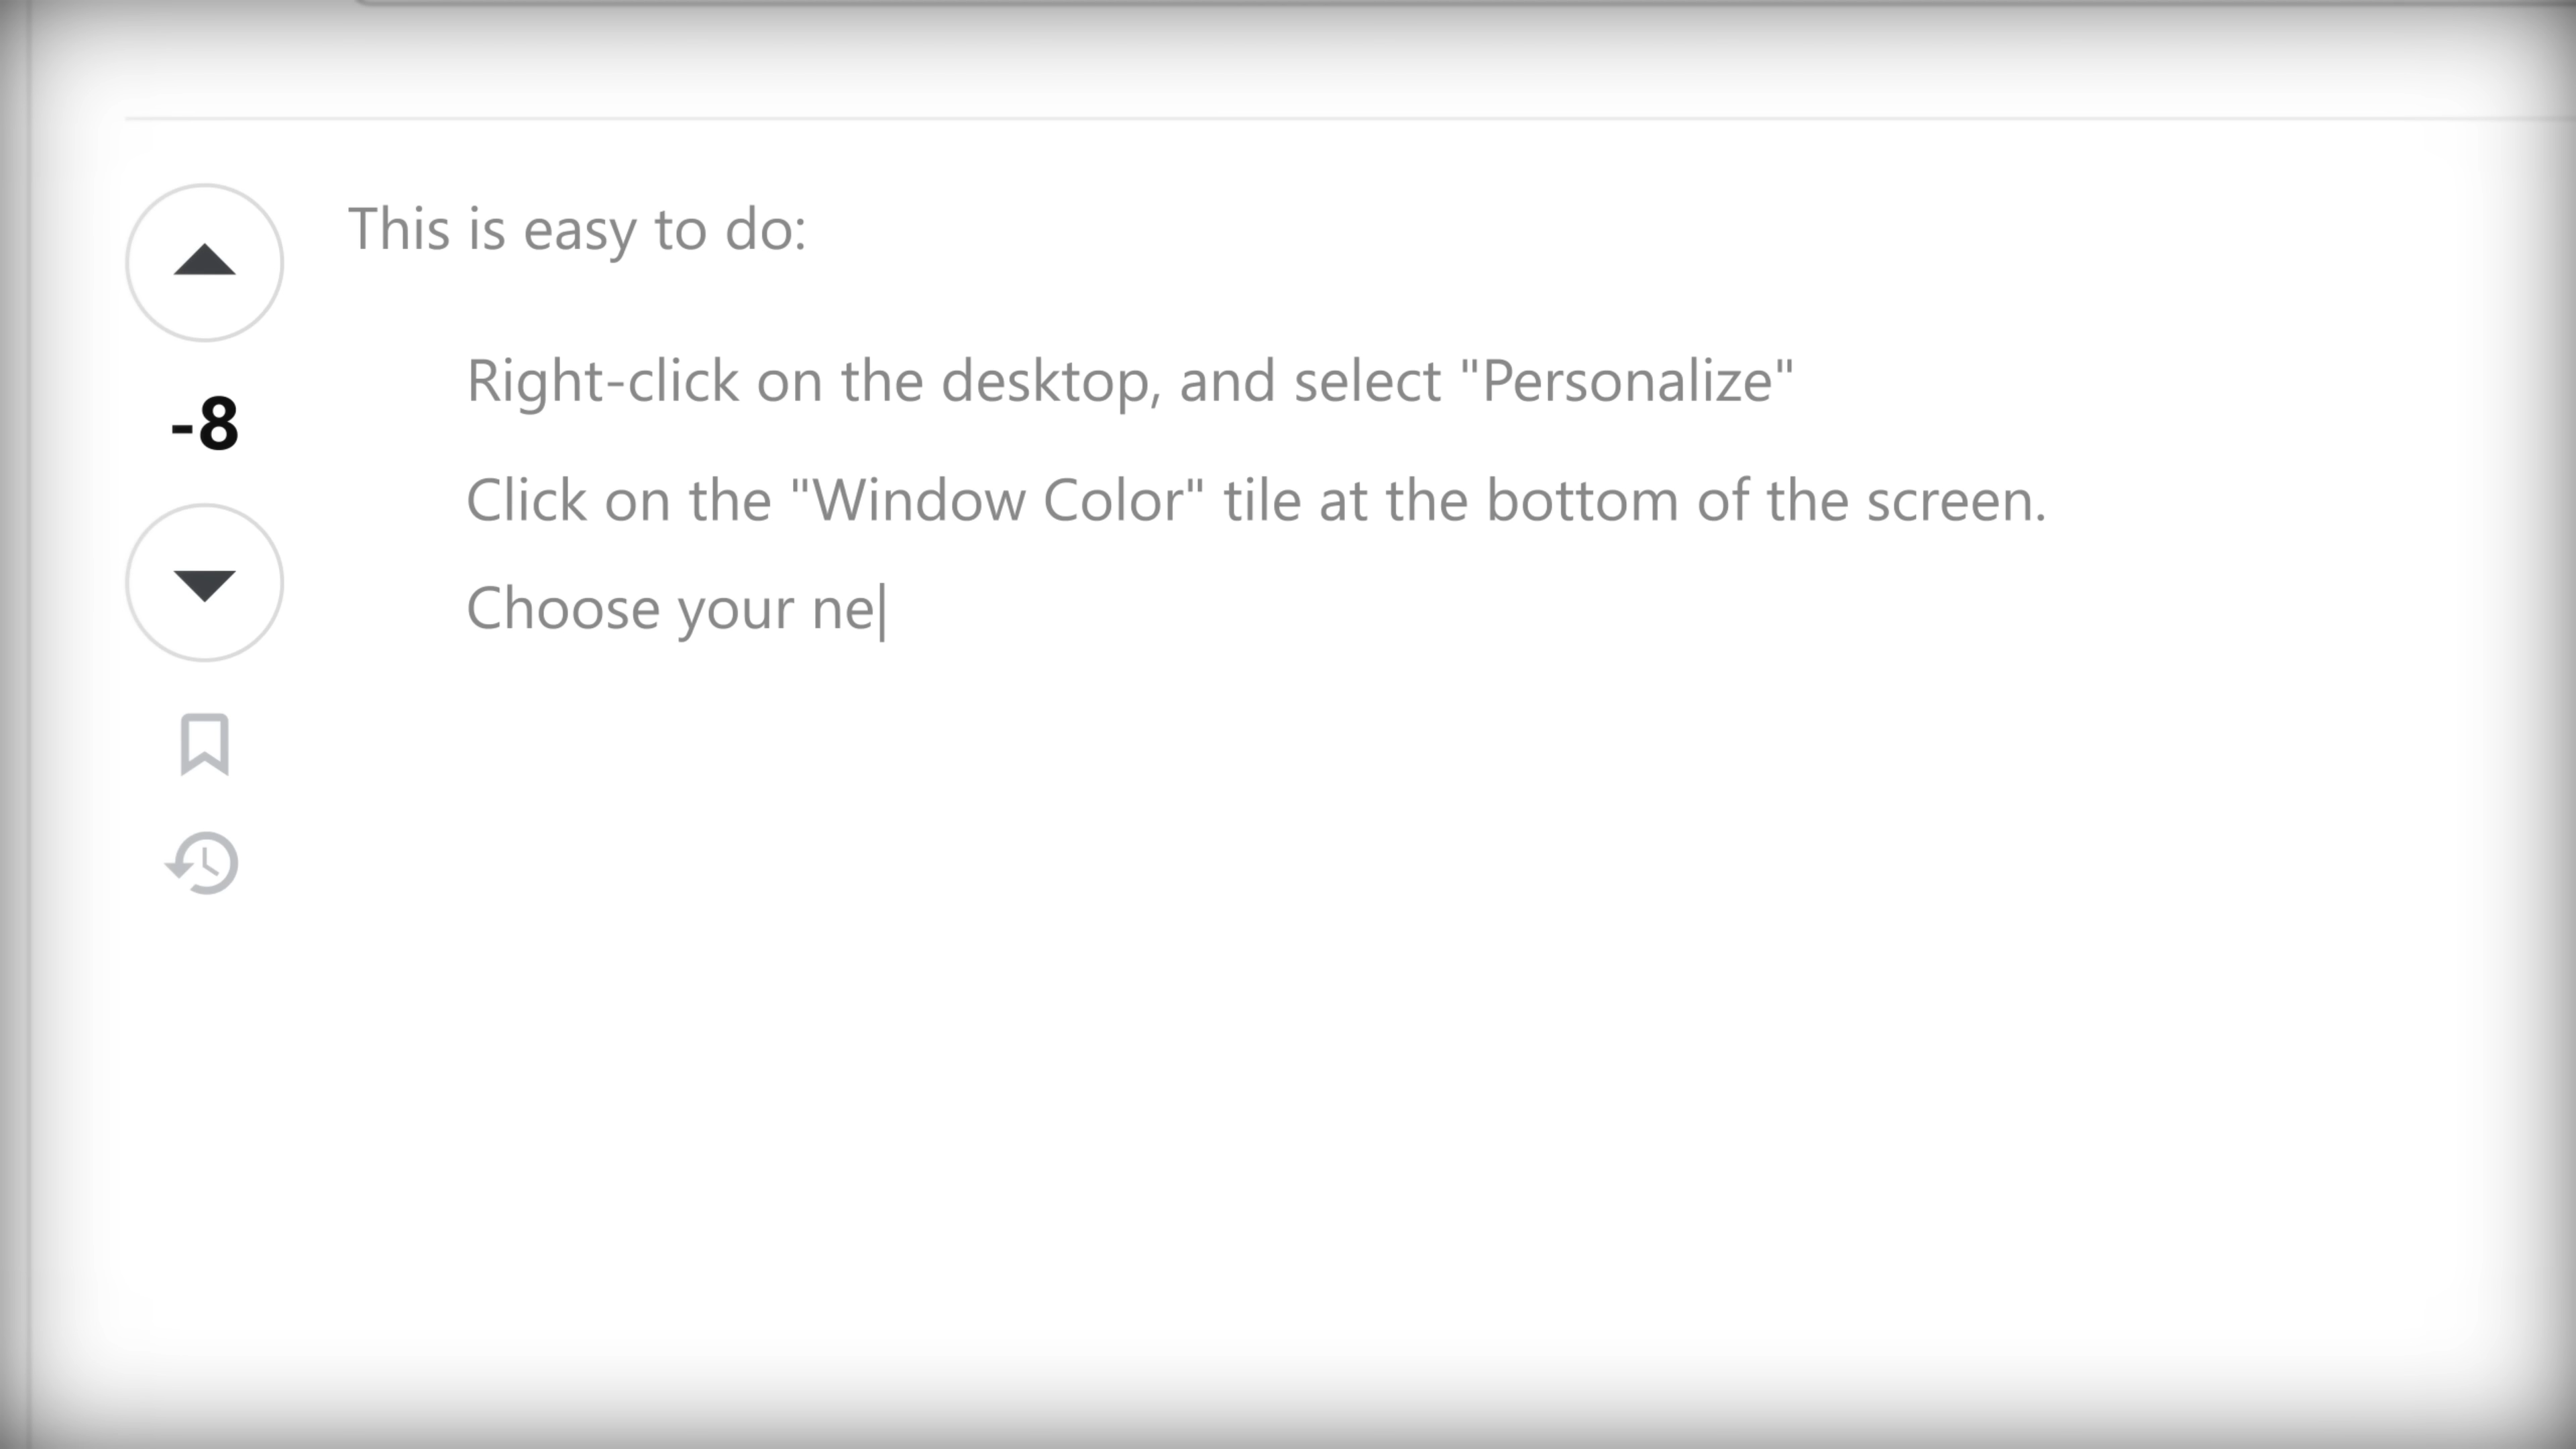 This is easy to do:
Right-click on the desktop, and select "Personalize"
-8
Click on the "Window Color" tile at the bottom of the screen.
Choose your ne